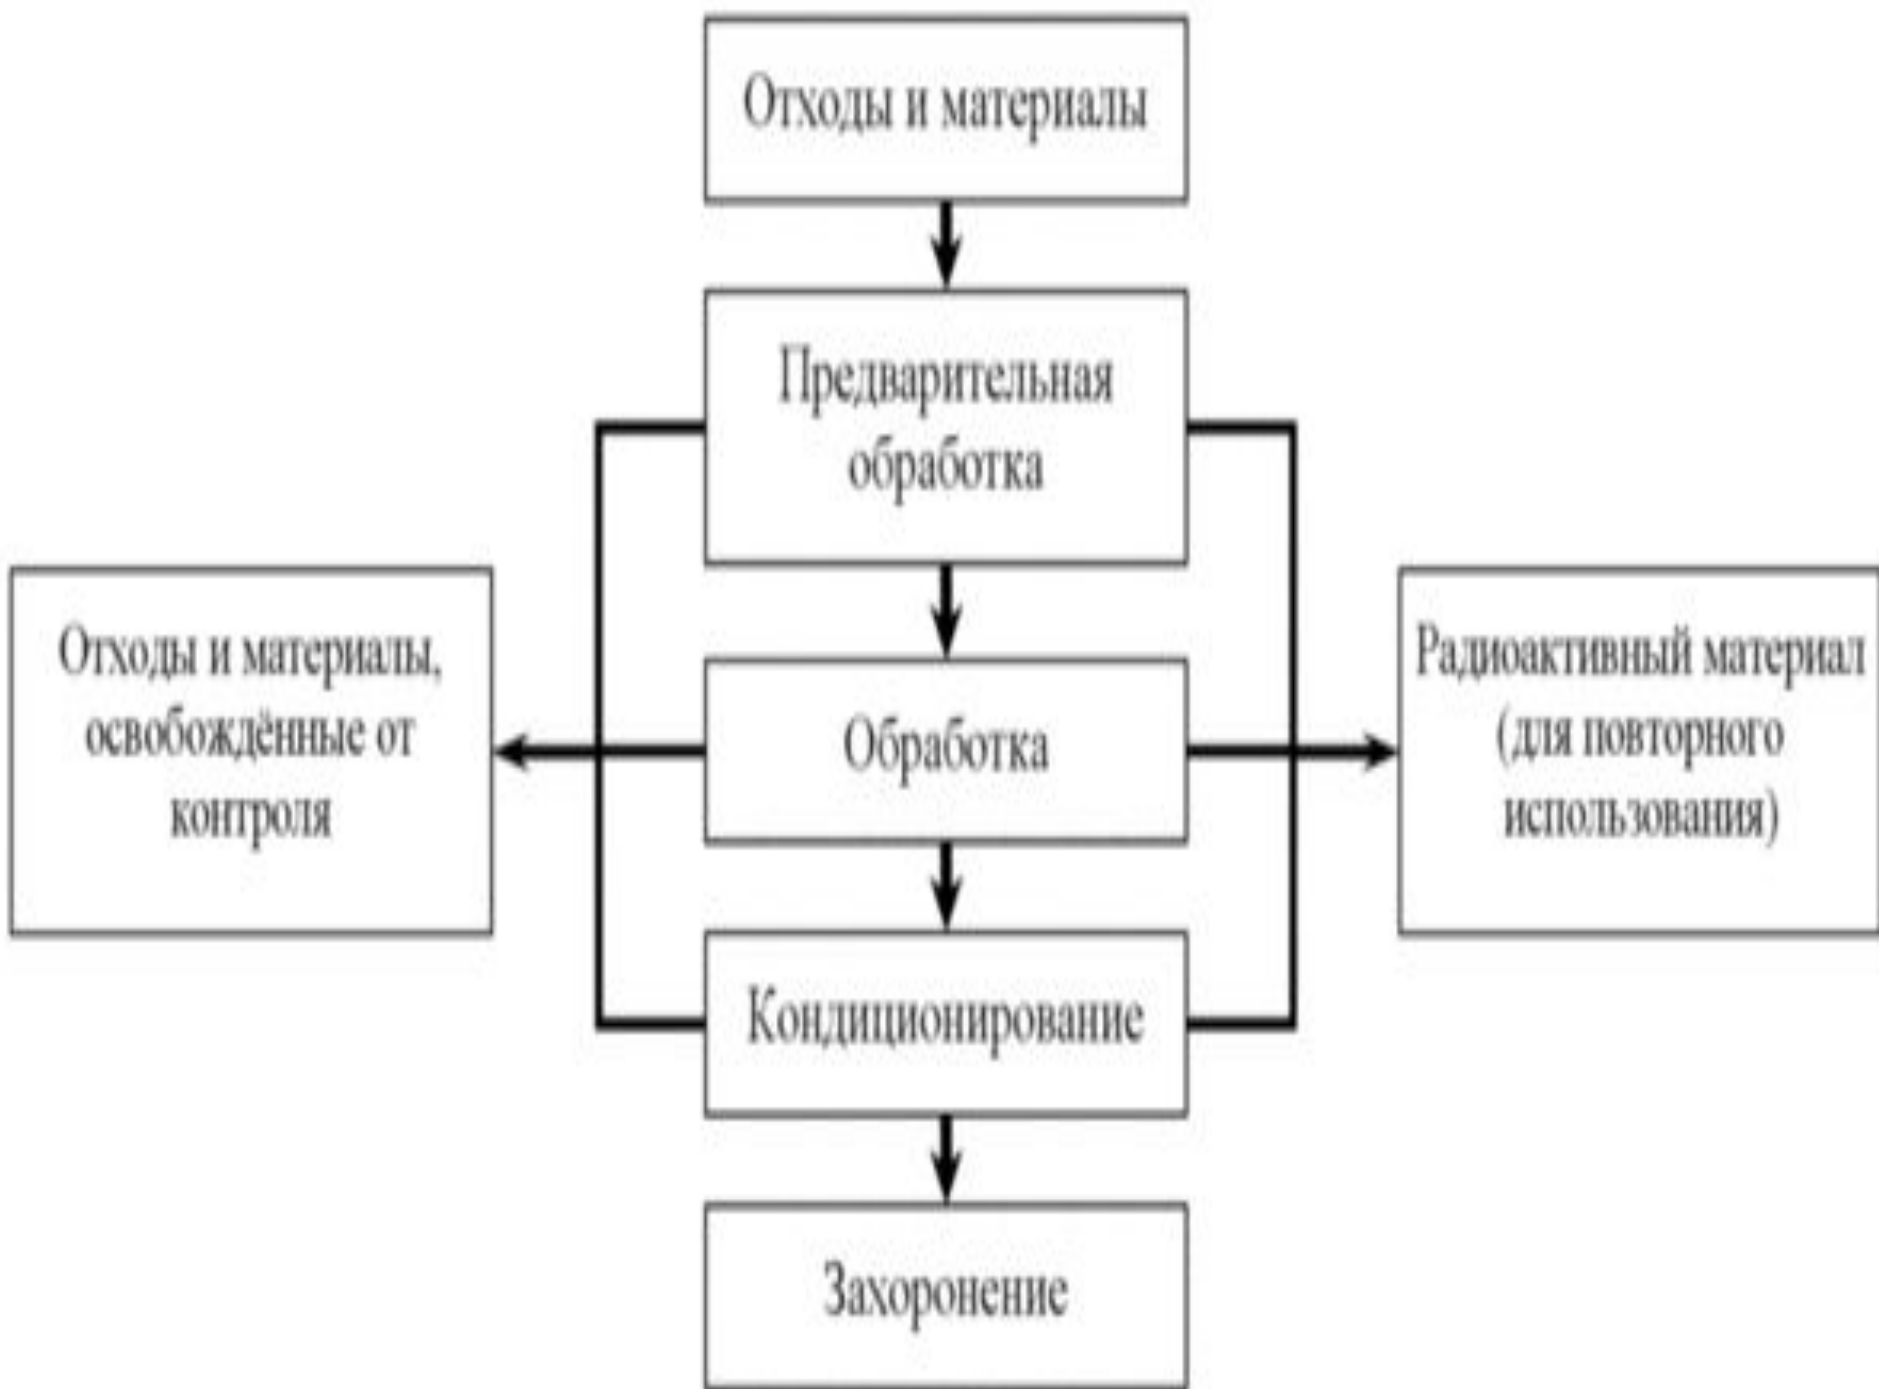 Отходы и материалы
Предварительная
обработка
Отходы и материалы,
освобождённые от
контроля
Обработка
Радиоактивный материал
(для повторного
использования)
Кондиционирование
Захоронение